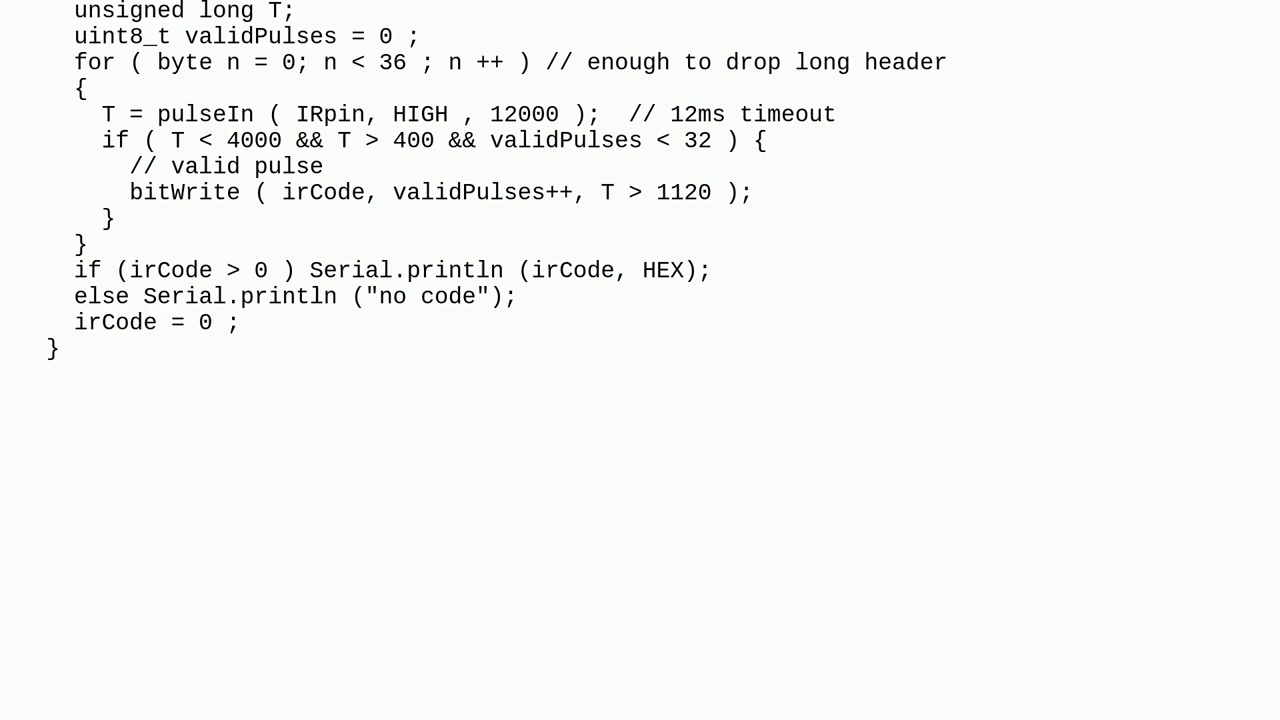 unsigned long T;
uint8_t validPulses = 0 ;
for ( byte n = 0; n < 36 ; n ++ ) // enough to drop long header
{
T = pulseIn ( IRpin, HIGH , 12000 );  // 12ms timeout
if ( T < 4000 && T > 400 && validPulses < 32 ) {
// valid pulse
bitWrite ( irCode, validPulses++, T > 1120 );
}
}
if (irCode > 0 ) Serial.println (irCode, HEX);
else Serial.println ("no code");
irCode = 0 ;
}